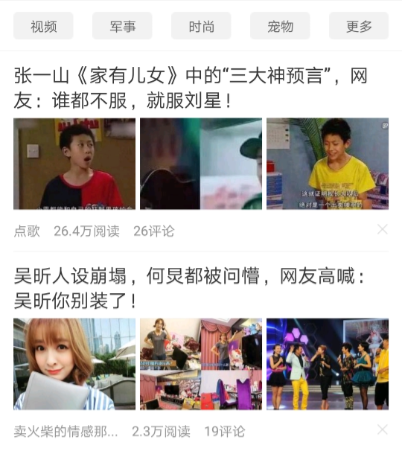 视频 军事 时尚 宠物 更多
张一山《家有儿女》中的“三大神预言”，网
友：谁都不服，就服刘星！
点歌 26.4万阅读 26评论
吴昕人设崩塌，何炅都被问懵，网友高喊：
吴昕你别装了！
卖火柴的情感那... 2.3万阅读 19评论